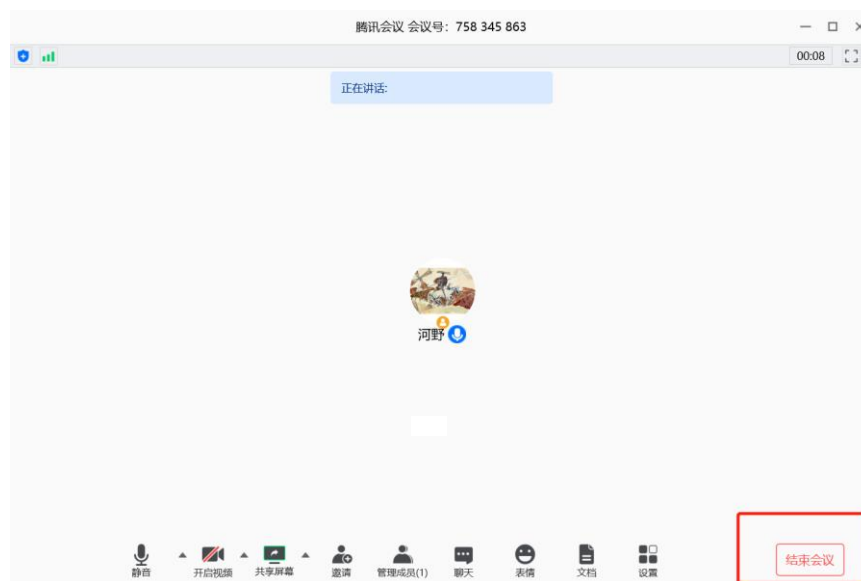 腾讯会议 会议号：758 345 863
00:08
正在讲话:
河野
静音 开启视频 共享屏幕 邀请 管理成员(1) 聊天 表情 文档 设置 结束会议